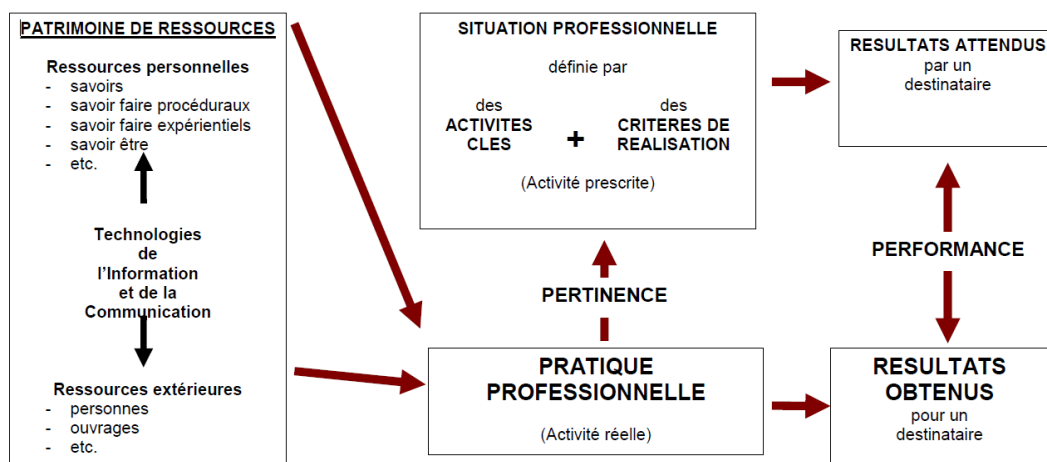 PATRIMOINE DE RESSOURCES
Ressources personnelles
- savoirs
- savoir faire procéduraux
- savoir faire expérientiels
- savoir être
- etc.
Technologies
de
l'Information
et de la
Communication
Ressources extérieures
- personnes
- ouvrages
- etc.
SITUATION PROFESSIONNELLE
définie par
des
ACTIVITES
CLES
+
des
CRITERES DE
REALISATION
(Activité prescrite)
PERTINENCE
PRATIQUE
PROFESSIONNELLE
(Activité réelle)
RESULTATS ATTENDUS
par un
destinataire
PERFORMANCE
RESULTATS
OBTENUS
pour un
destinataire